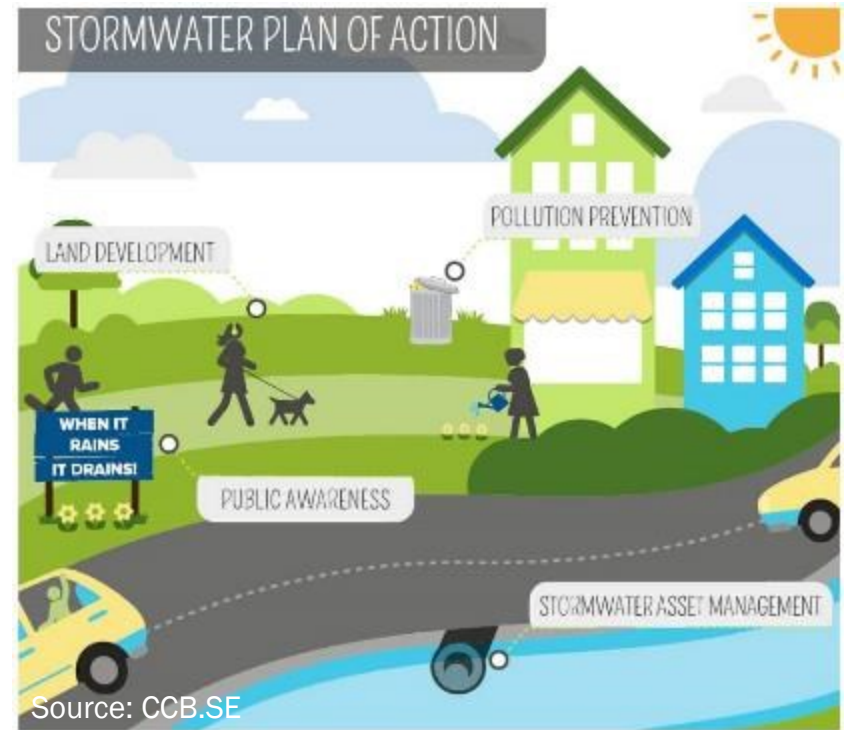 STORMWATER PLAN OF ACTION
POLLUTION PREVENTION
LAND DEVELOPMENT
WHEN IT
RAINS
IT DRAINS!
PUBLIC AWARENESS
STORMWATER ASSET MANAGEMENT
Source: CCB.SE